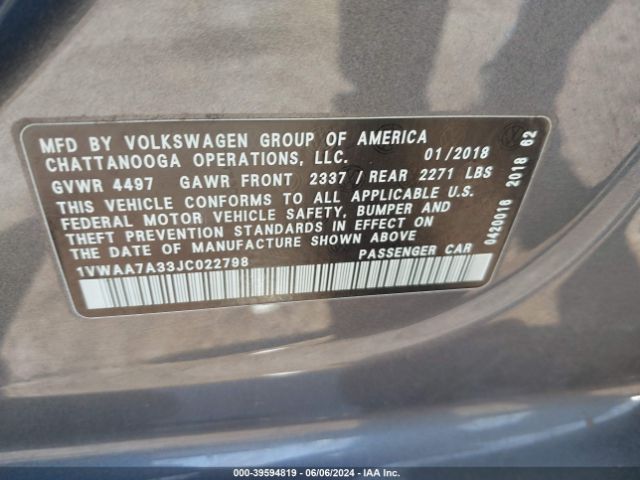 MFD BY VOLKSWAGEN GROUP OF AMERICA
CHATTANOOGA OPERATIONS, LLC. 01/2018
GVWR 4497 GAWR FRONT 2337 / REAR 2271 LBS
THIS VEHICLE CONFORMS TO ALL APPLICABLE U.S.
FEDERAL MOTOR VEHICLE SAFETY, BUMPER AND
THEFT PREVENTION STANDARDS IN EFFECT ON
THE DATE OF MANUFACTURE SHOWN ABOVE
1VWAA7A33JC022798 PASSENGER CAR
0420016 2018 62
000-39594819 - 06/06/2024 - IAA Inc.